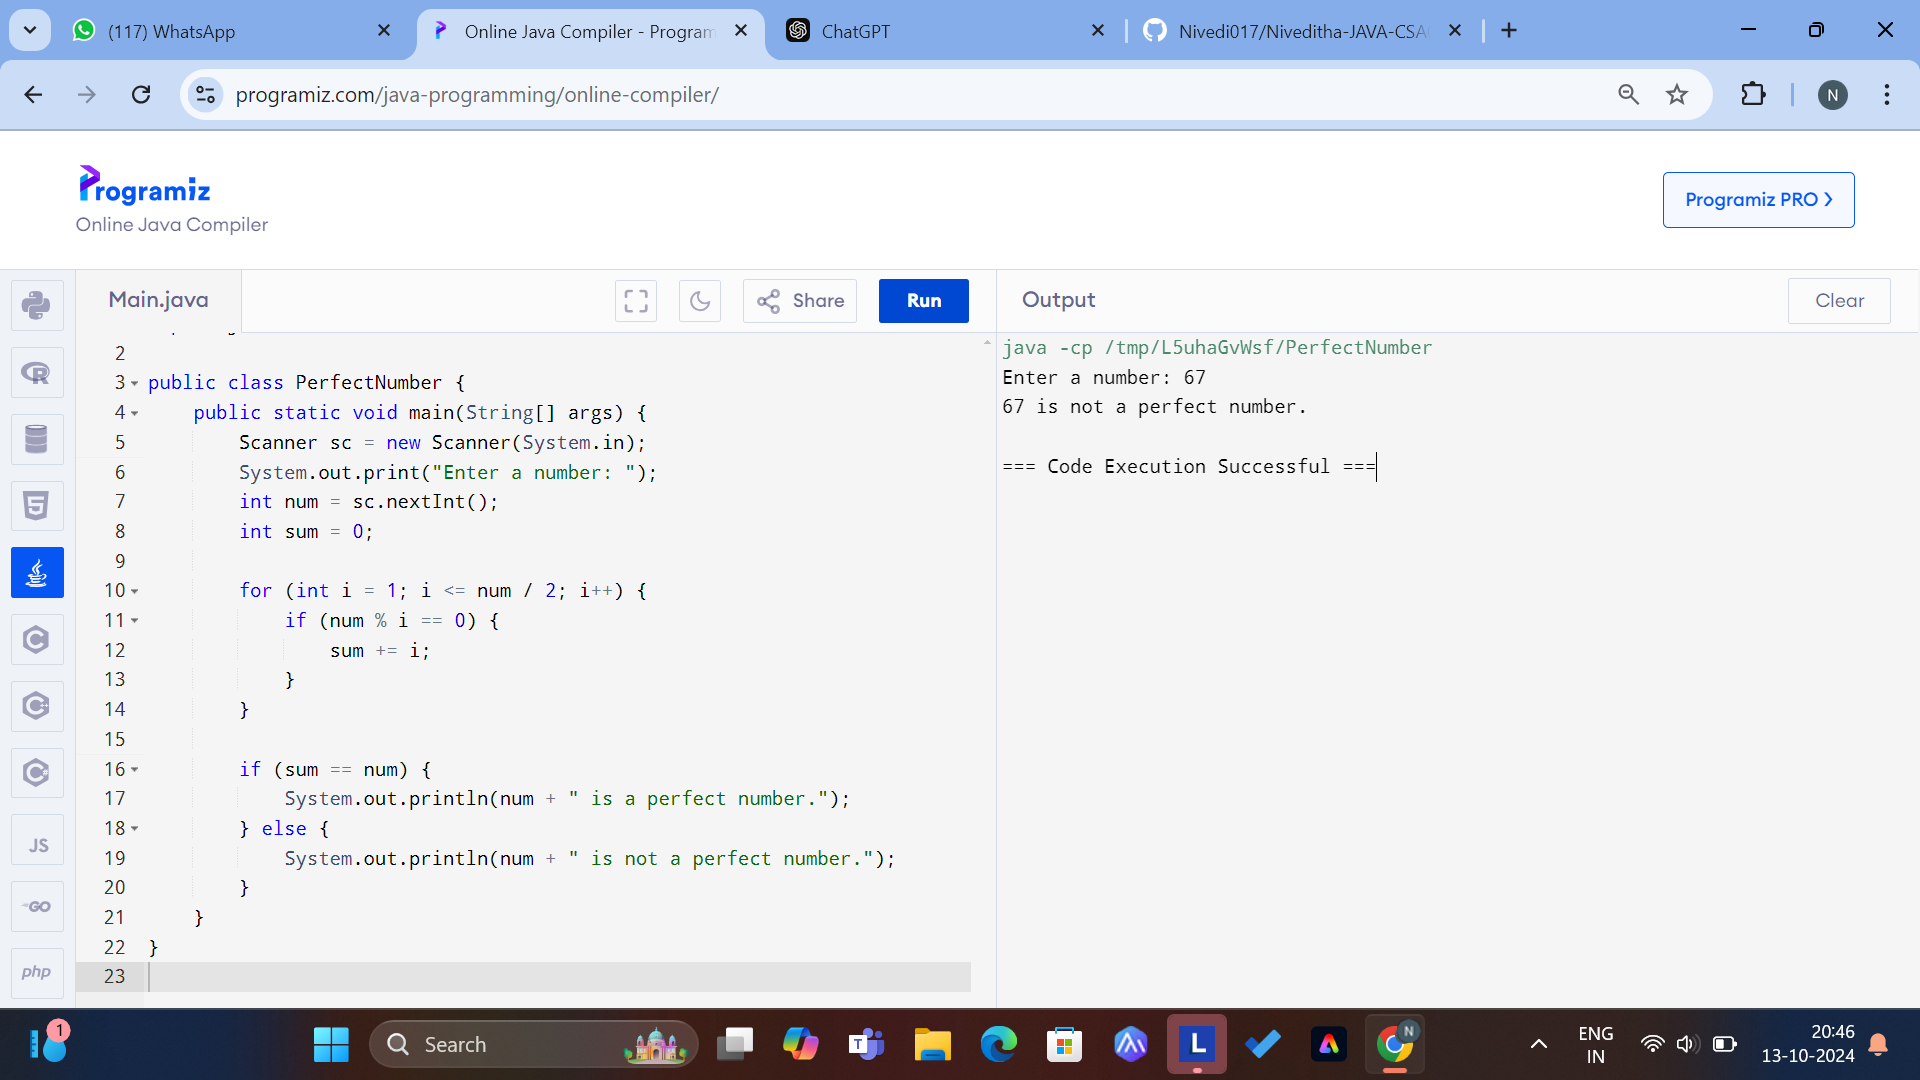 (117) WhatsApp
Online Java Compiler - Program
ChatGPT
Nivedi017/Niveditha-JAVA-CSA
programiz.com/java-programming/online-compiler/
N
Programiz
Online Java Compiler
Programiz PRO
Main.java
Share
Run
Output
Clear
2
3 public class PerfectNumber {
4     public static void main(String[] args) {
5         Scanner sc = new Scanner(System.in);
6         System.out.print("Enter a number: ");
7         int num = sc.nextInt();
8         int sum = 0;
9
10         for (int i = 1; i <= num / 2; i++) {
11             if (num % i == 0) {
12                 sum += i;
13             }
14         }
15
16         if (sum == num) {
17             System.out.println(num + " is a perfect number.");
18         } else {
19             System.out.println(num + " is not a perfect number.");
20         }
21     }
22 }
23
java -cp /tmp/L5uhaGvWsf/PerfectNumber
Enter a number: 67
67 is not a perfect number.
=== Code Execution Successful ===
R
5
C
C
C
JS
GO
php
1
Search
T
L
N
ENG
IN
20:46
13-10-2024